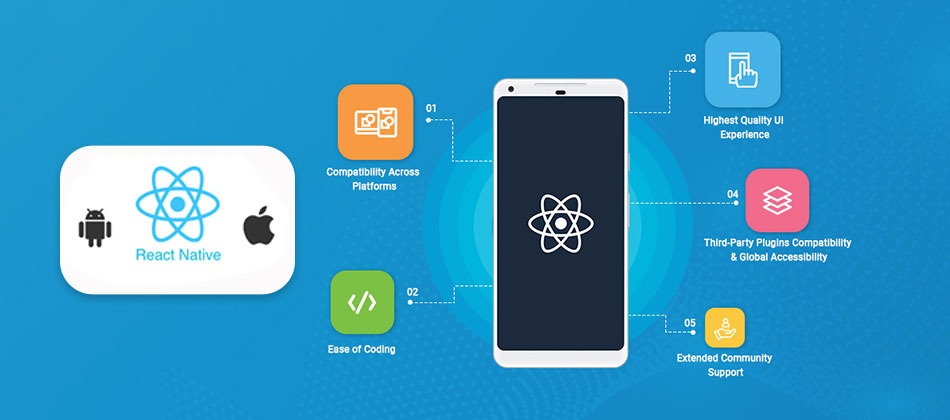 React Native
01
Compatibility Across
Platforms
02
Ease of Coding
03
Highest Quality UI
Experience
04
Third-Party Plugins Compatibility
& Global Accessibility
05
Extended Community
Support